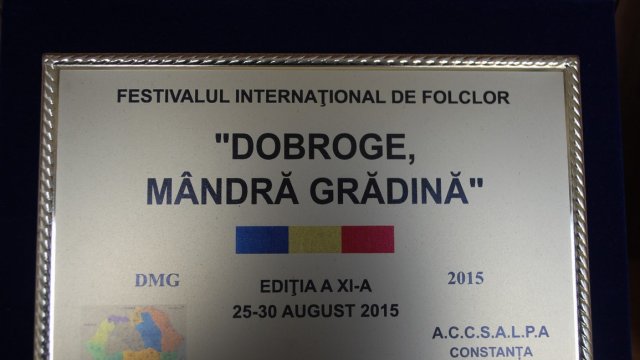 FESTIVALUL INTERNAŢIONAL DE FOLCLOR
"DOBROGE,
MÂNDRĂ GRĂDINĂ"
DMG
EDIŢIA A XI-A
2015
25-30 AUGUST 2015
A.C.C.S.A.L.P.A
CONSTANŢA